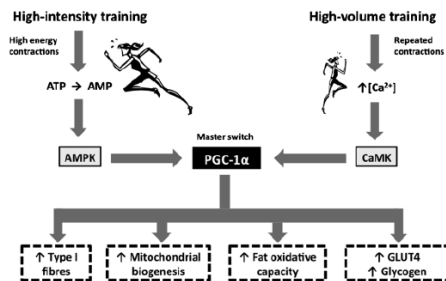 High-intensity training
High-volume training
High energy
contractions
Repeated
contractions
ATP → AMP
↑[Ca²⁺]
Master switch
AMPK
PGC-1α
CaMK
↑ Type I
fibres
↑ Mitochondrial
biogenesis
↑ Fat oxidative
capacity
↑ GLUT4
↑ Glycogen